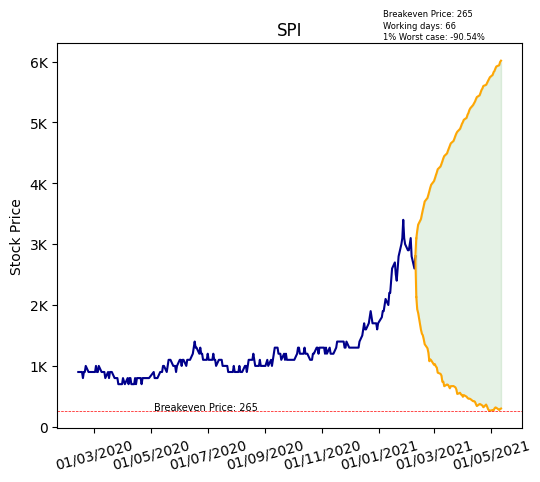 Breakeven Price: 265
Working days: 66
1% Worst case: -90.54%
SPI
Stock Price
6K
5K
4K
3K
2K
1K
0
Breakeven Price: 265
01/03/2020 01/05/2020 01/07/2020 01/09/2020 01/11/2020 01/01/2021 01/03/2021 01/05/2021